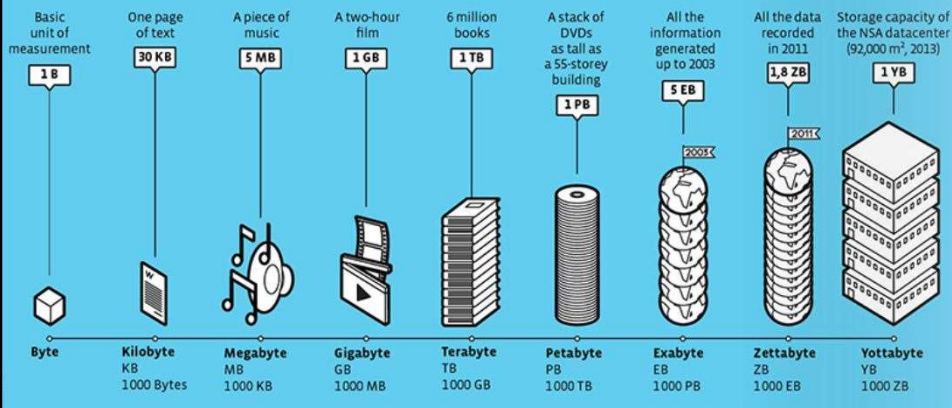 Basic
unit of
measurement
1 B
One page
of text
30 KB
A piece of
music
5 MB
A two-hour
film
1 GB
6 million
books
1 TB
A stack of
DVDs
as tall as
a 55-storey
building
1 PB
All the
information
generated
up to 2003
5 EB
All the data
recorded
in 2011
1,8 ZB
Storage capacity of
the NSA datacenter
(92,000 m², 2013)
1 YB
W
2003
2011
Byte
Kilobyte
KB
1000 Bytes
Megabyte
MB
1000 KB
Gigabyte
GB
1000 MB
Terabyte
TB
1000 GB
Petabyte
PB
1000 TB
Exabyte
EB
1000 PB
Zettabyte
ZB
1000 EB
Yottabyte
YB
1000 ZB